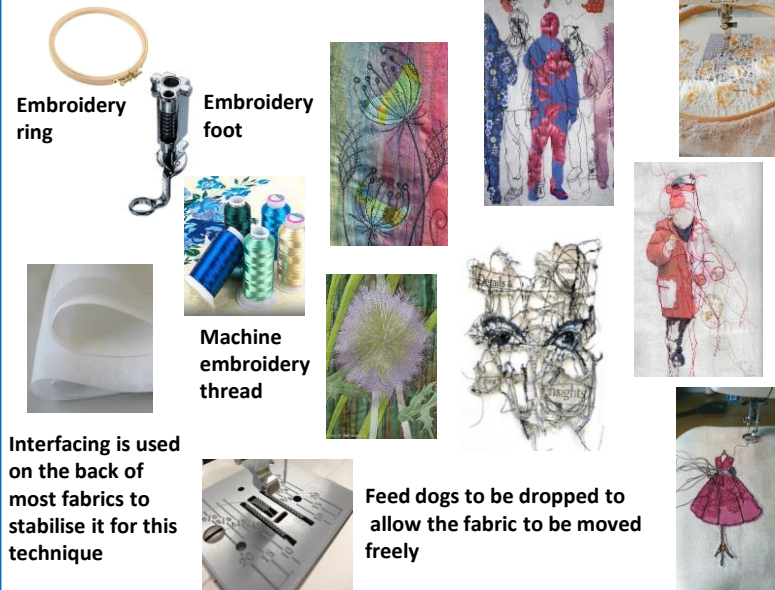 Embroidery
ring
Embroidery
foot
Machine
embroidery
thread
Interfacing is used
on the back of
most fabrics to
stabilise it for this
technique
Feed dogs to be dropped to
allow the fabric to be moved
freely
insights